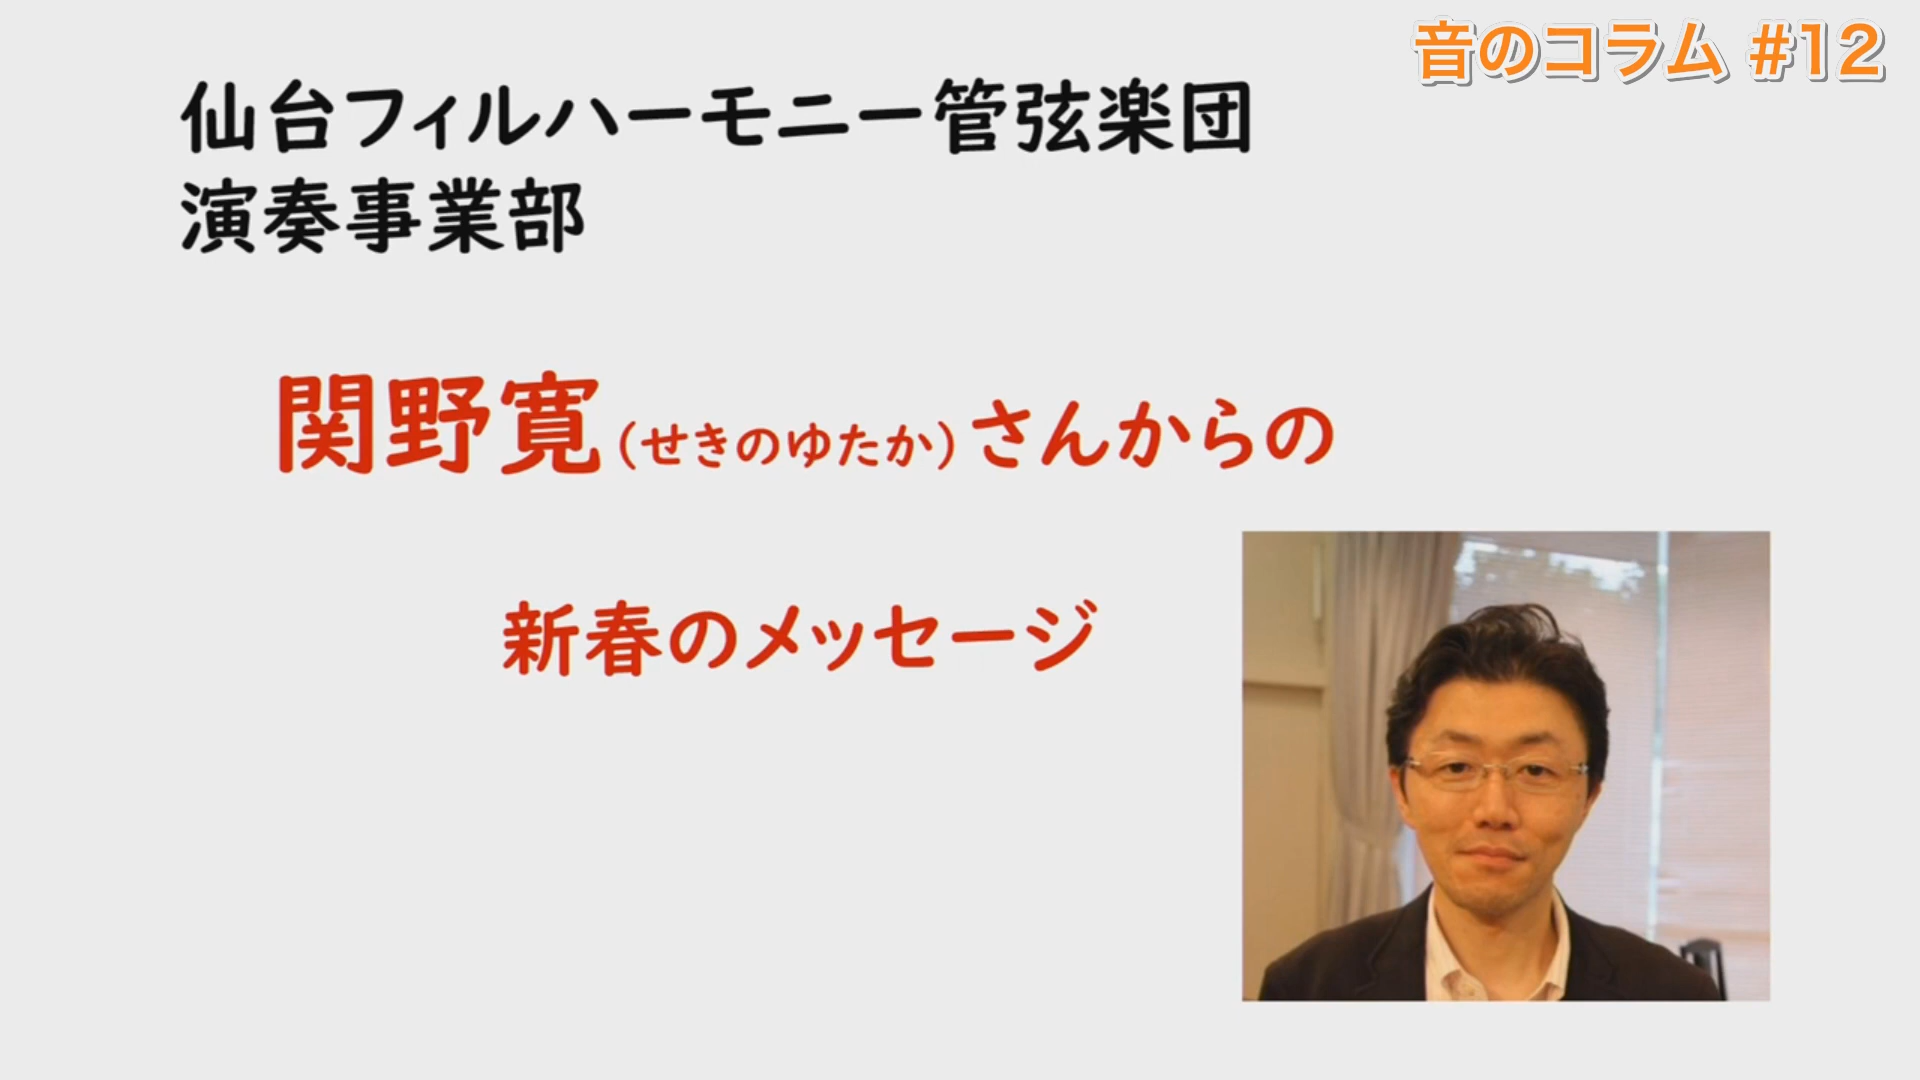 音のコラム #12
仙台フィルハーモニー管弦楽団
演奏事業部
関野寛(せきのゆたか)さんからの
新春のメッセージ